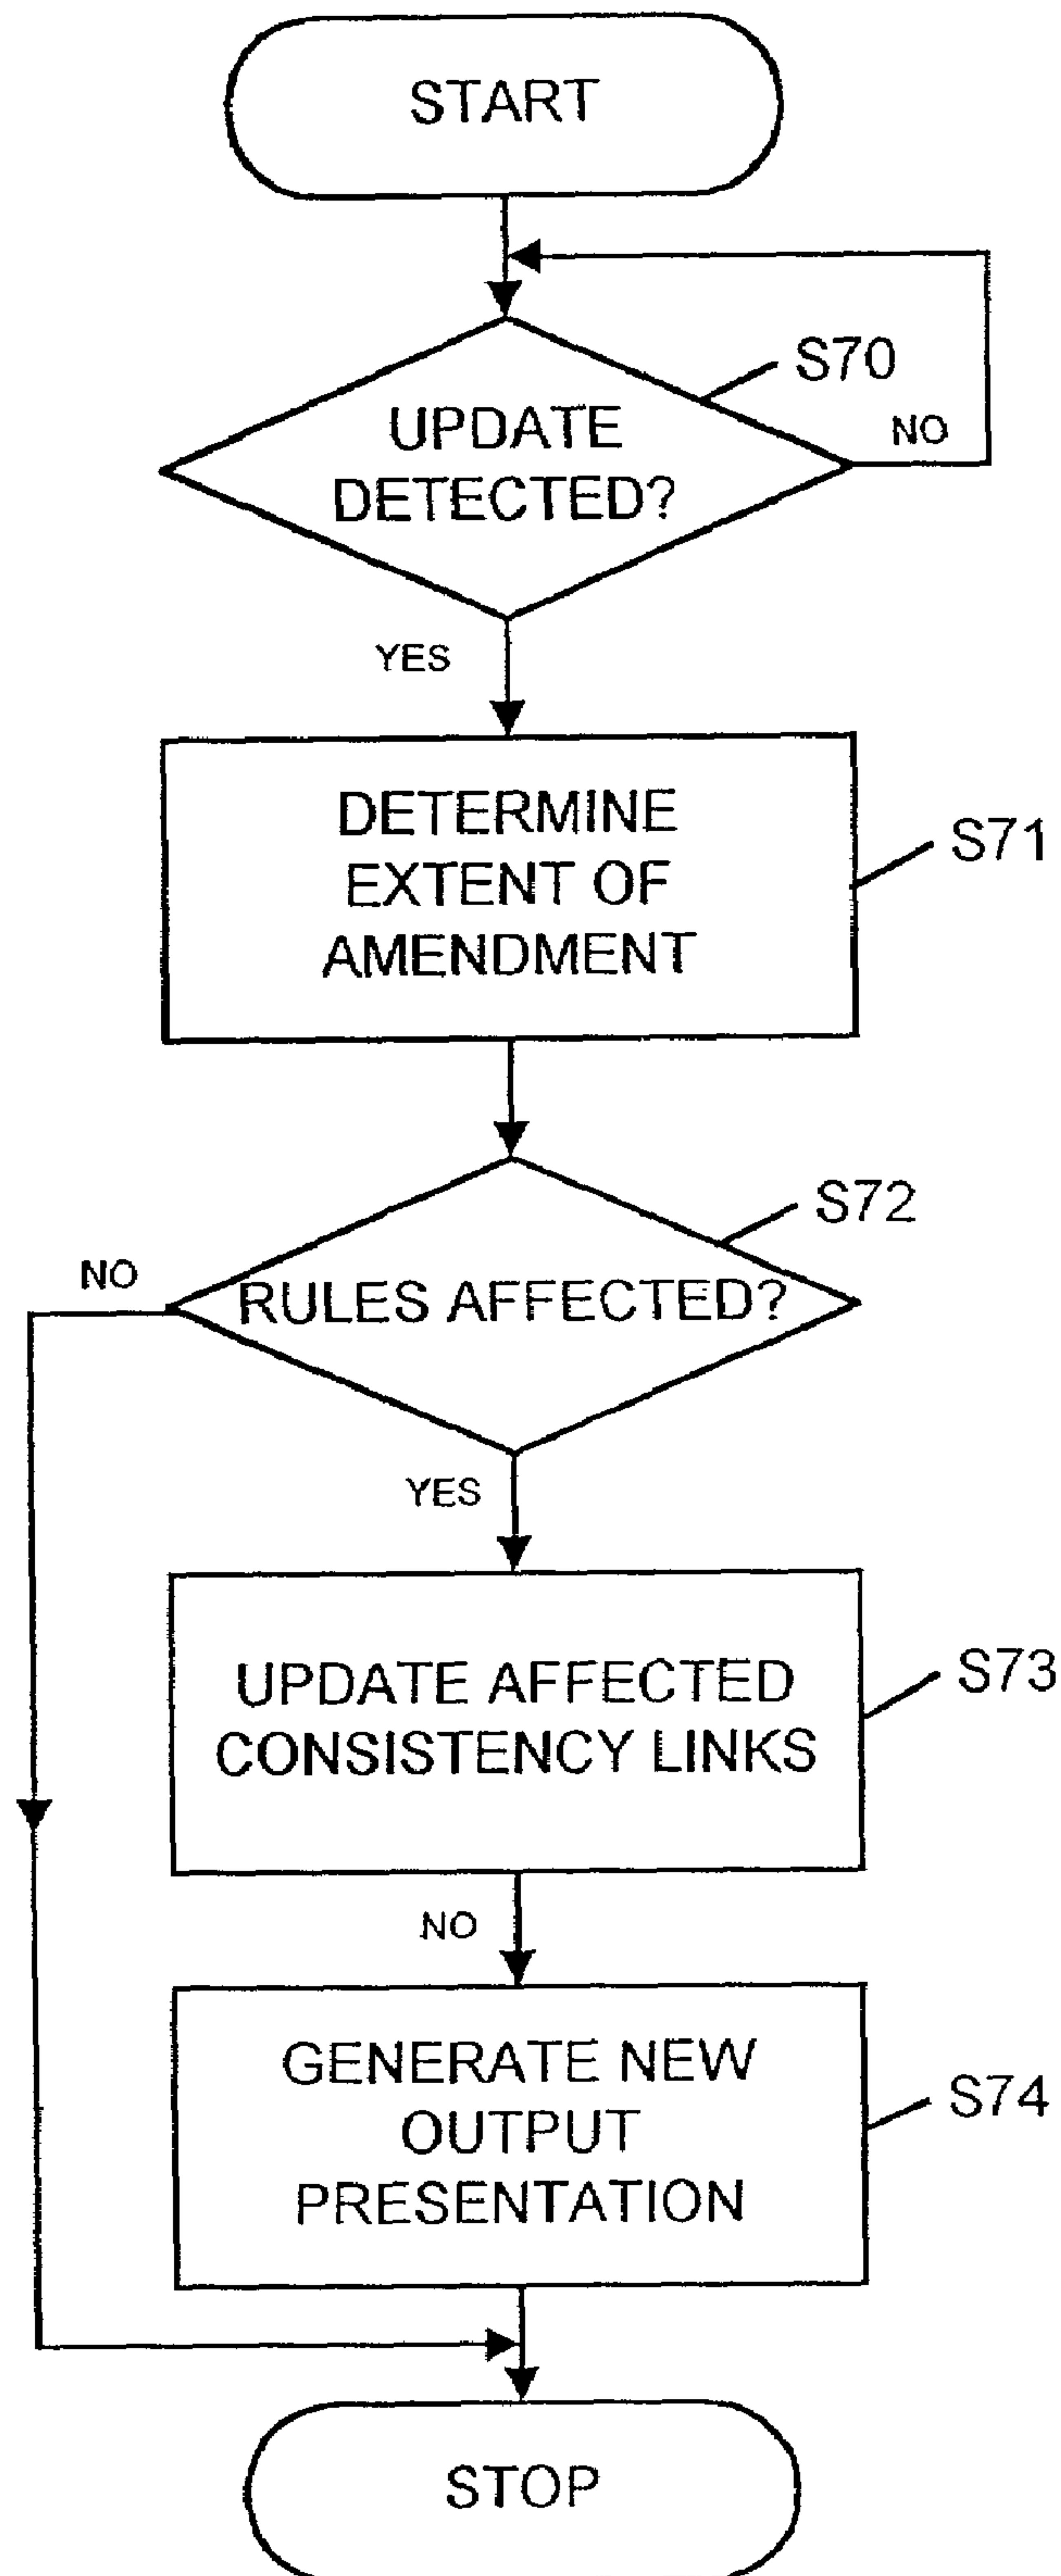 START
S70
UPDATE
DETECTED?
NO
YES
DETERMINE
EXTENT OF
AMENDMENT
S71
S72
NO
RULES AFFECTED?
YES
UPDATE AFFECTED
CONSISTENCY LINKS
S73
NO
GENERATE NEW
OUTPUT
PRESENTATION
S74
STOP